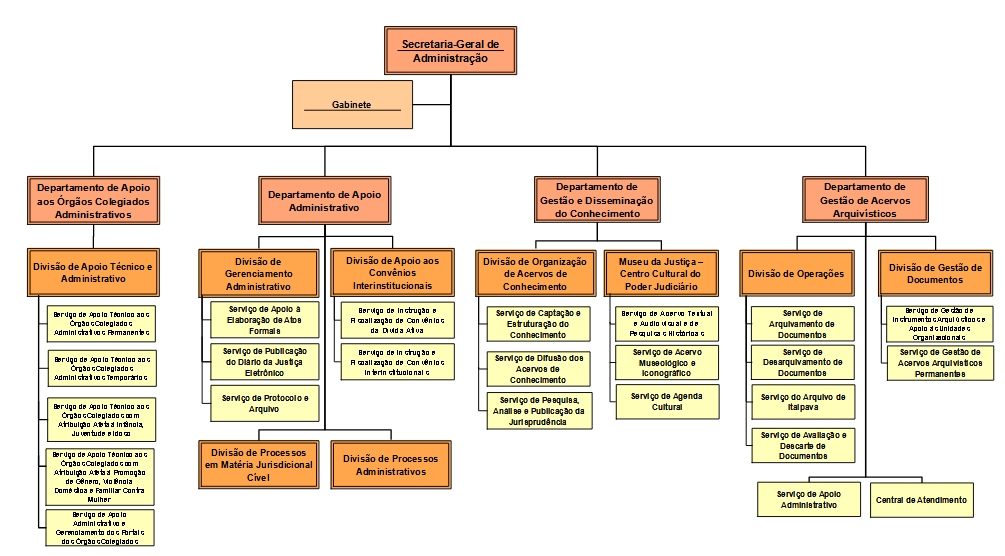 Secretaria-Geral de
Administração
Gabinete
Departamento de Apoio
aos Órgãos Colegiados
Administrativos
Departamento de Apoio
Administrativo
Departamento de
Gestão e Disseminação
do Conhecimento
Departamento de
Gestão de Acervos
Arquivísticos
Divisão de Apoio Técnico e
Administrativo
Serviço de Apoio Técnico aos
Órgãos Colegiados
Administrativos Permanentes
Serviço de Apoio Técnico aos
Órgãos Colegiados
Administrativos Temporários
Serviço de Apoio Técnico aos
Órgãos Colegiados com
Atribuição Afeta à Infância,
Juventude e Idoso
Serviço de Apoio Técnico aos
Órgãos Colegiados com
Atribuição Afeta à Promoção
de Gênero, Violência
Doméstica e Familiar Contra
Mulher
Serviço de Apoio
Administrativo e
Gerenciamento dos Portais
dos Órgãos Colegiados
Divisão de
Gerenciamento
Administrativo
Serviço de Apoio à
Elaboração de Atos
Formais
Serviço de Publicação
do Diário da Justiça
Eletrônico
Serviço de Protocolo e
Arquivo
Divisão de Apoio aos
Convênios
Interinstitucionais
Serviço de Instrução e
Fiscalização de Convênios
da Dívida Ativa
Serviço de Instrução e
Fiscalização de Convênios
Interinstitucionais
Divisão de Processos
em Matéria Jurisdicional
Cível
Divisão de Processos
Administrativos
Divisão de Organização
de Acervos de
Conhecimento
Serviço de Captação e
Estruturação do
Conhecimento
Serviço de Difusão dos
Acervos de
Conhecimento
Serviço de Pesquisa,
Análise e Publicação da
Jurisprudência
Museu da Justiça –
Centro Cultural do
Poder Judiciário
Serviço de Acervo Textual
e Audiovisual e de
Pesquisas Históricas
Serviço de Acervo
Museológico e
Iconográfico
Serviço de Agenda
Cultural
Divisão de Operações
Serviço de
Arquivamento de
Documentos
Serviço de
Desarquivamento de
Documentos
Serviço do Arquivo de
Itaipava
Serviço de Avaliação e
Descarte de
Documentos
Divisão de Gestão de
Documentos
Serviço de Gestão de
Instrumentos Arquivísticos e
Apoio às Unidades
Organizacionais
Serviço de Gestão de
Acervos Arquivísticos
Permanentes
Serviço de Apoio
Administrativo
Central de Atendimento